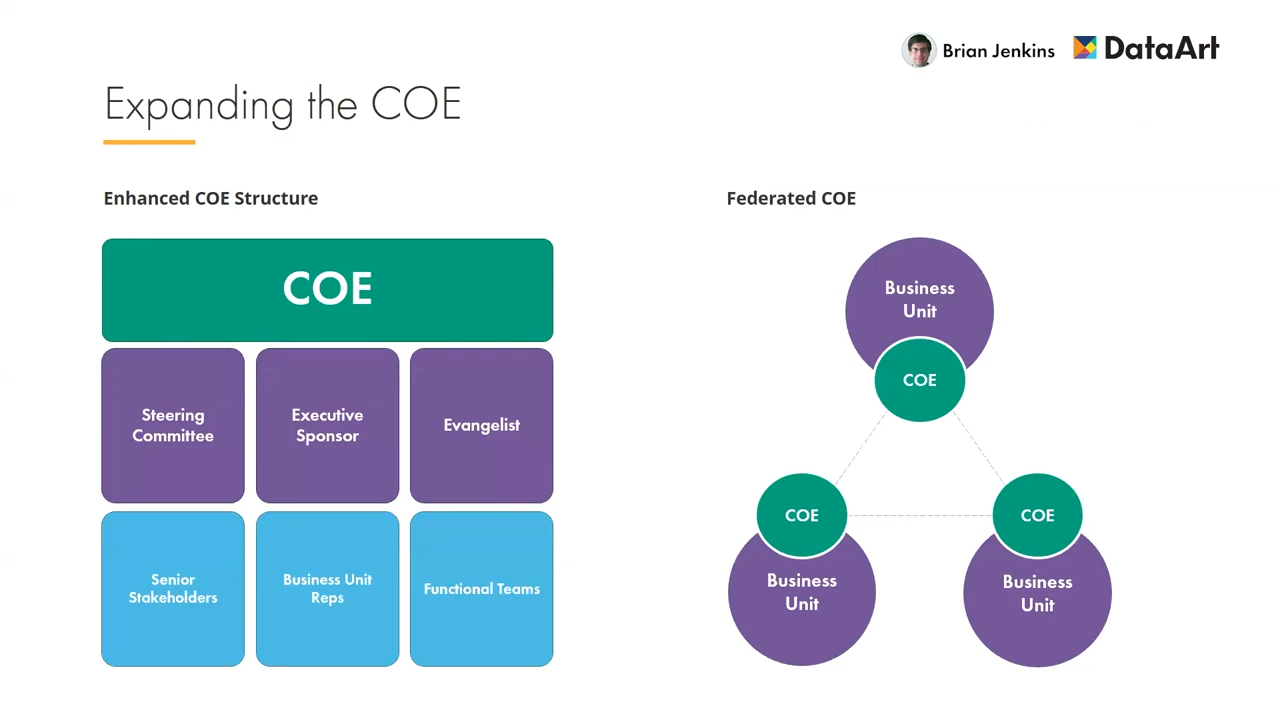 Brian Jenkins
DataArt
Expanding the COE
Enhanced COE Structure
COE
Steering
Committee
Executive
Sponsor
Evangelist
Senior
Stakeholders
Business Unit
Reps
Functional Teams
Federated COE
Business
Unit
COE
COE
Business
Unit
COE
Business
Unit